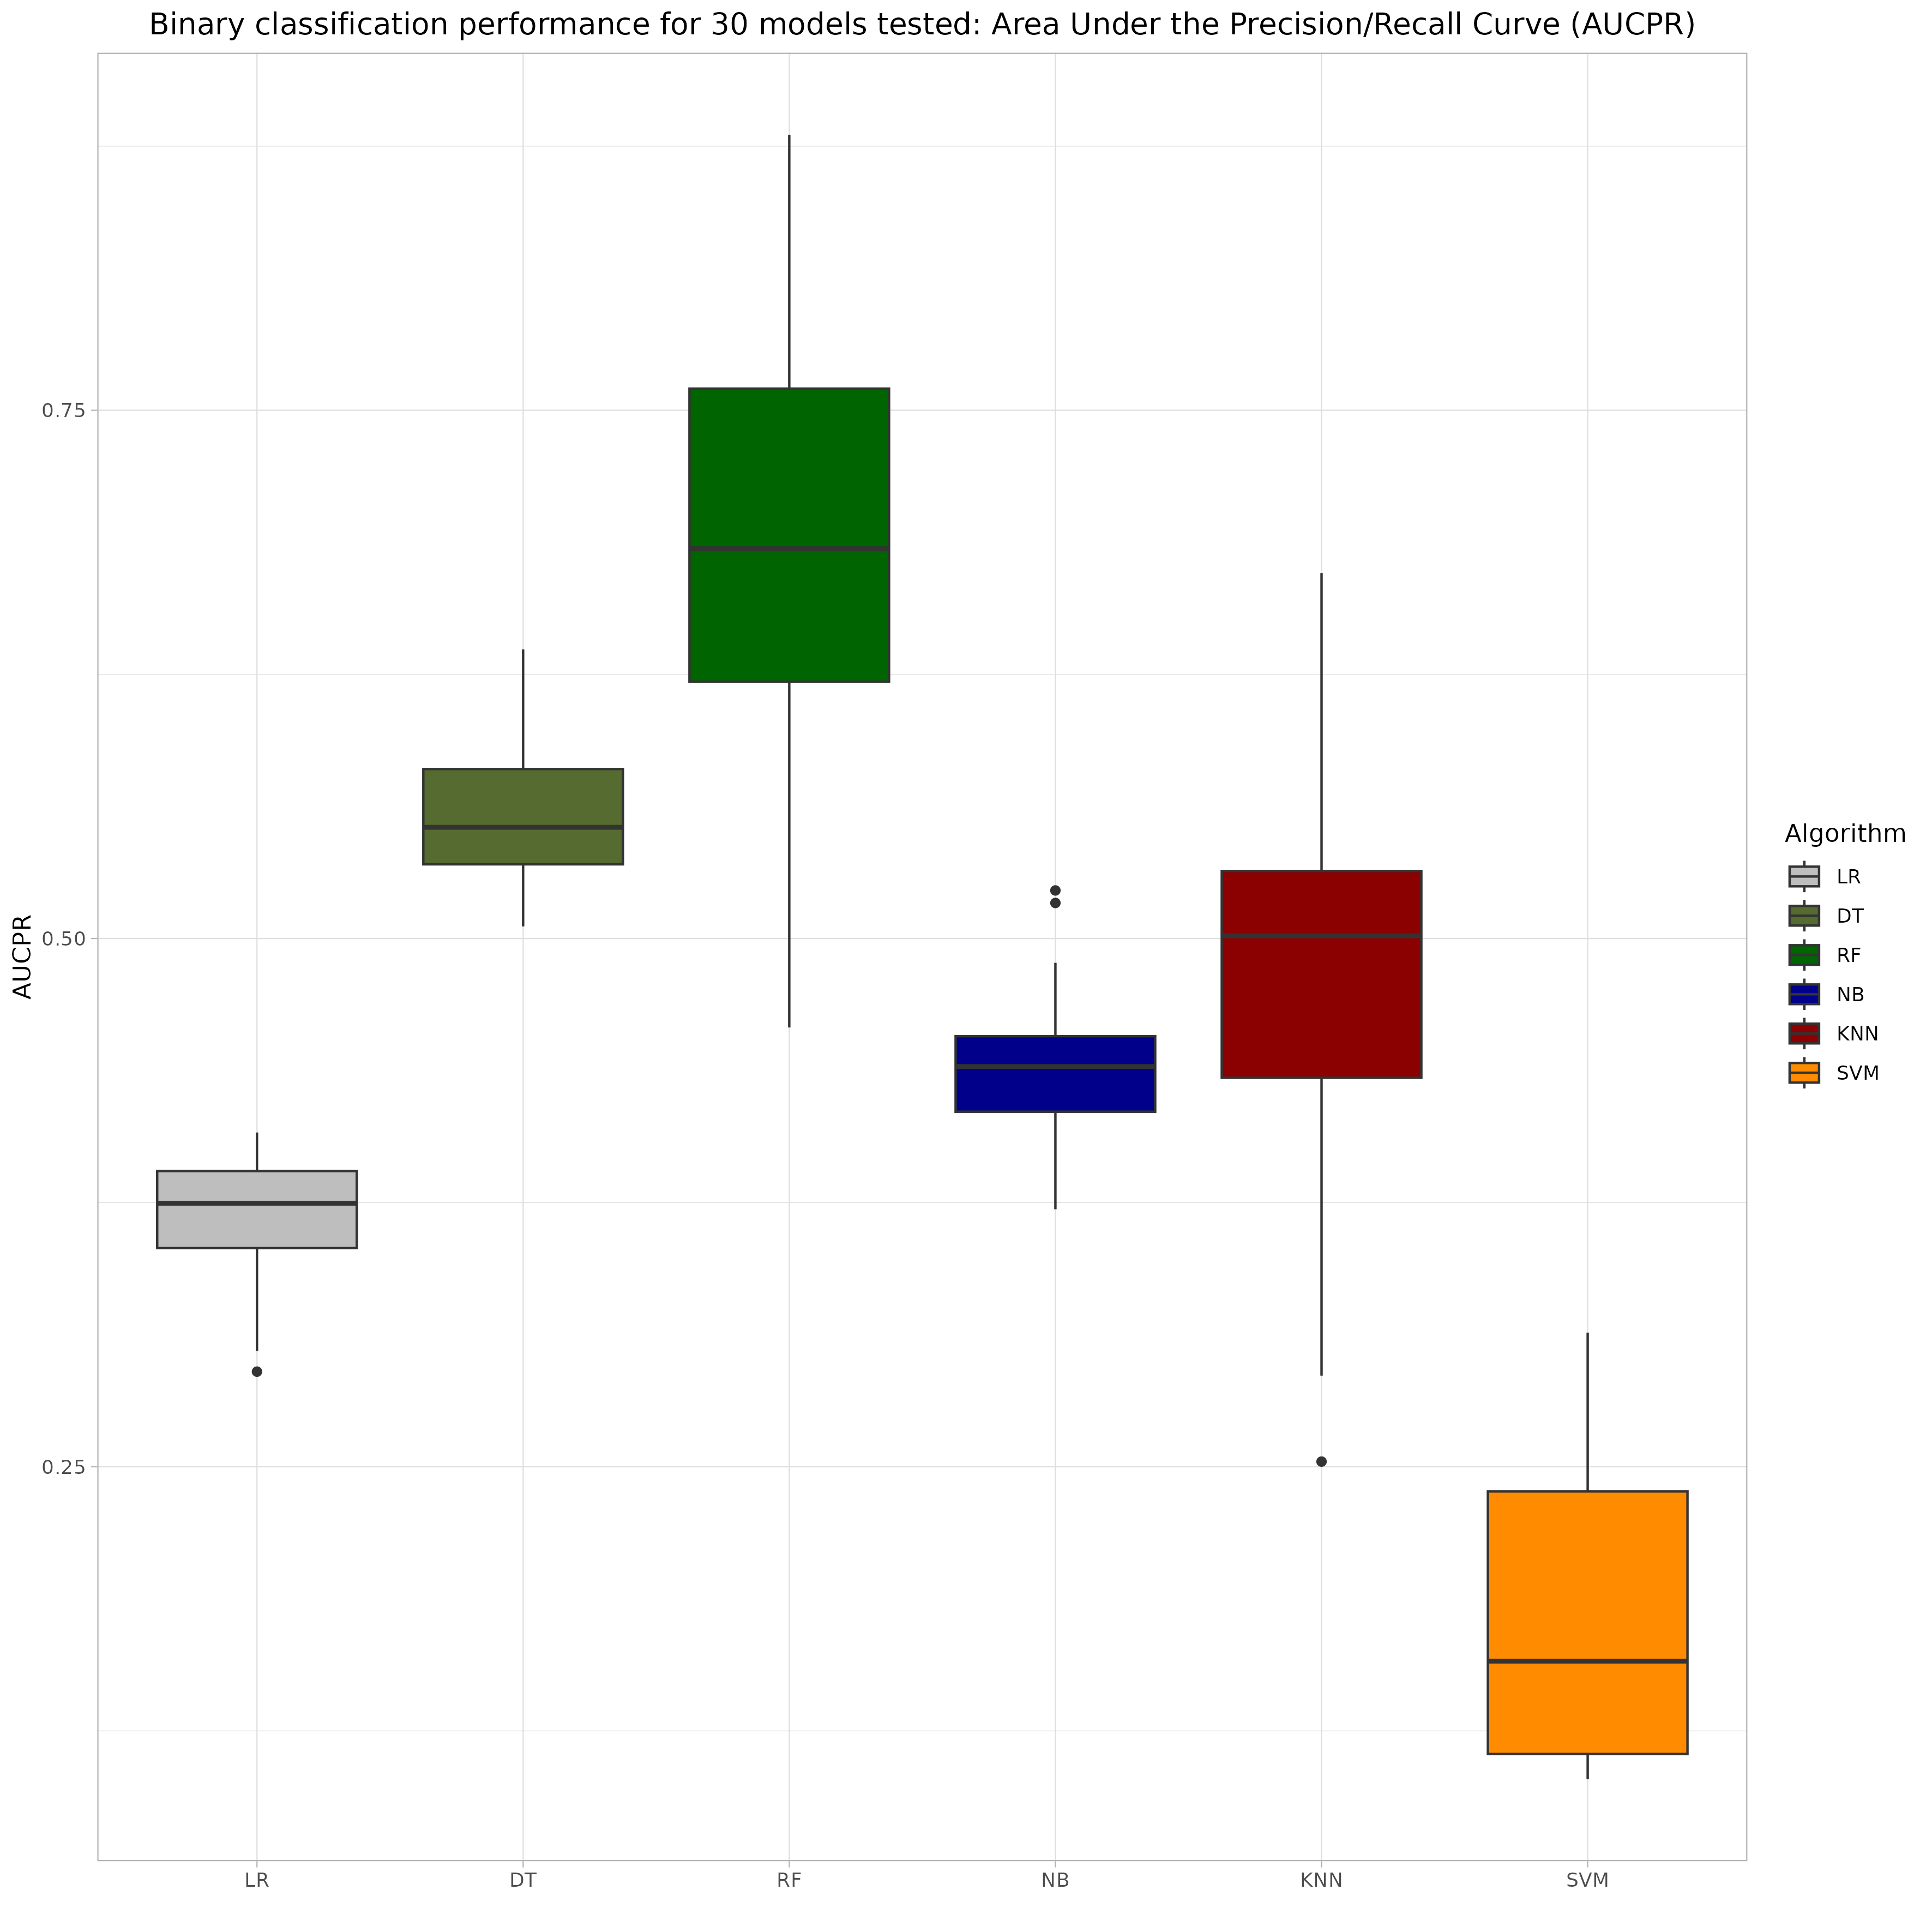 Binary classification performance for 30 models tested: Area Under the Precision/Recall Curve (AUCPR)
AUCPR
0.75
0.50
0.25
LR DT RF NB KNN SVM
Algorithm
LR
DT
RF
NB
KNN
SVM